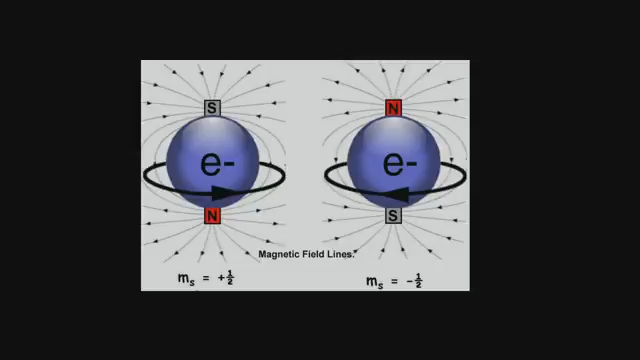 S
N
e-
e-
N
S
Magnetic Field Lines.
ms = +1/2
ms = -1/2